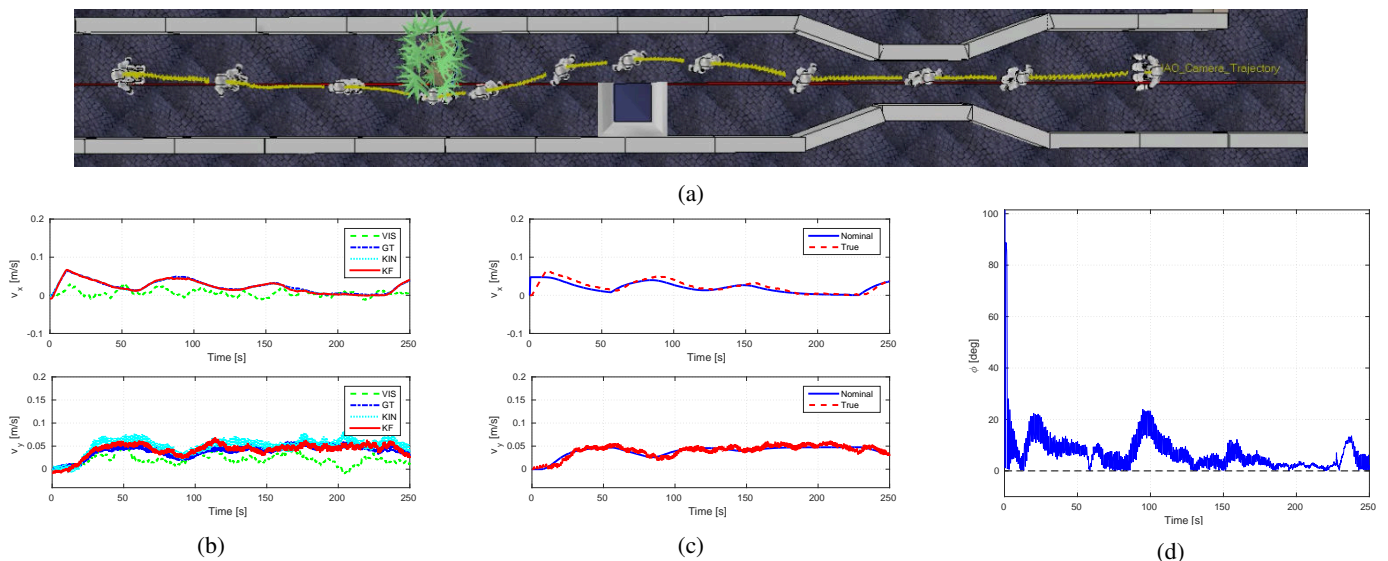 IAO_Camera_Trajectory
(a)
0.2
0.1
0
-0.1
v_x [m/s]
VIS
GT
KIN
KF
0 50 100 150 200 250
Time [s]
0.2
0.15
0.1
0.05
0
v_y [m/s]
VIS
GT
KIN
KF
0 50 100 150 200 250
Time [s]
(b)
0.2
0.1
0
-0.1
v_x [m/s]
Nominal
True
0 50 100 150 200 250
Time [s]
0.2
0.15
0.1
0.05
0
v_y [m/s]
Nominal
True
0 50 100 150 200 250
Time [s]
(c)
100
80
60
40
20
0
φ [deg]
0 50 100 150 200 250
Time [s]
(d)